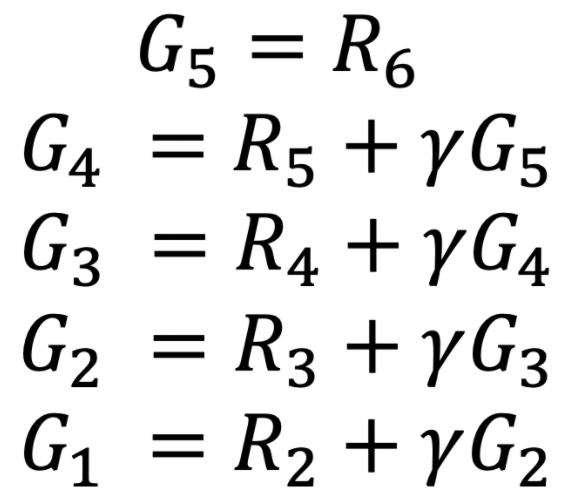 G₅ = R₆
G₄ = R₅ + γG₅
G₃ = R₄ + γG₄
G₂ = R₃ + γG₃
G₁ = R₂ + γG₂